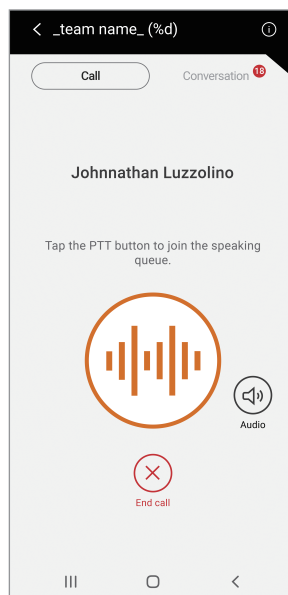 _team name_ (%d)
Call
Conversation 18
Johnnathan Luzzolino
Tap the PTT button to join the speaking
queue.
Audio
End call